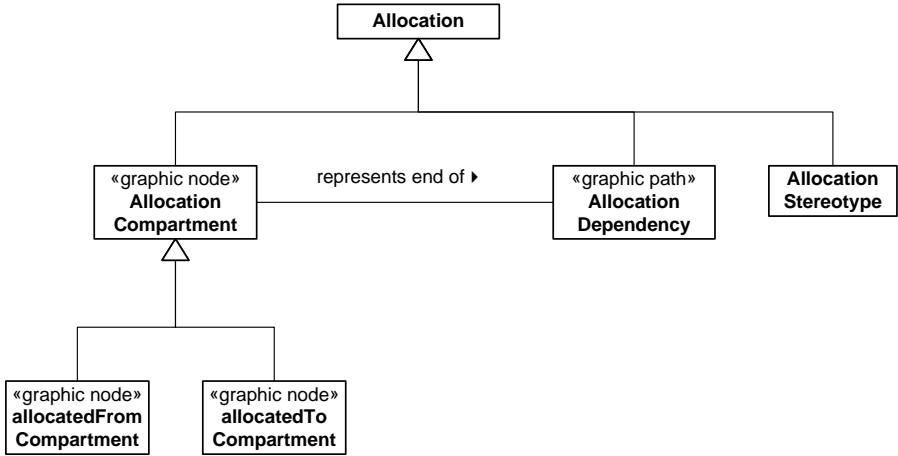 Allocation
«graphic node»
Allocation
Compartment
represents end of
«graphic path»
Allocation
Dependency
Allocation
Stereotype
«graphic node»
allocatedFrom
Compartment
«graphic node»
allocatedTo
Compartment